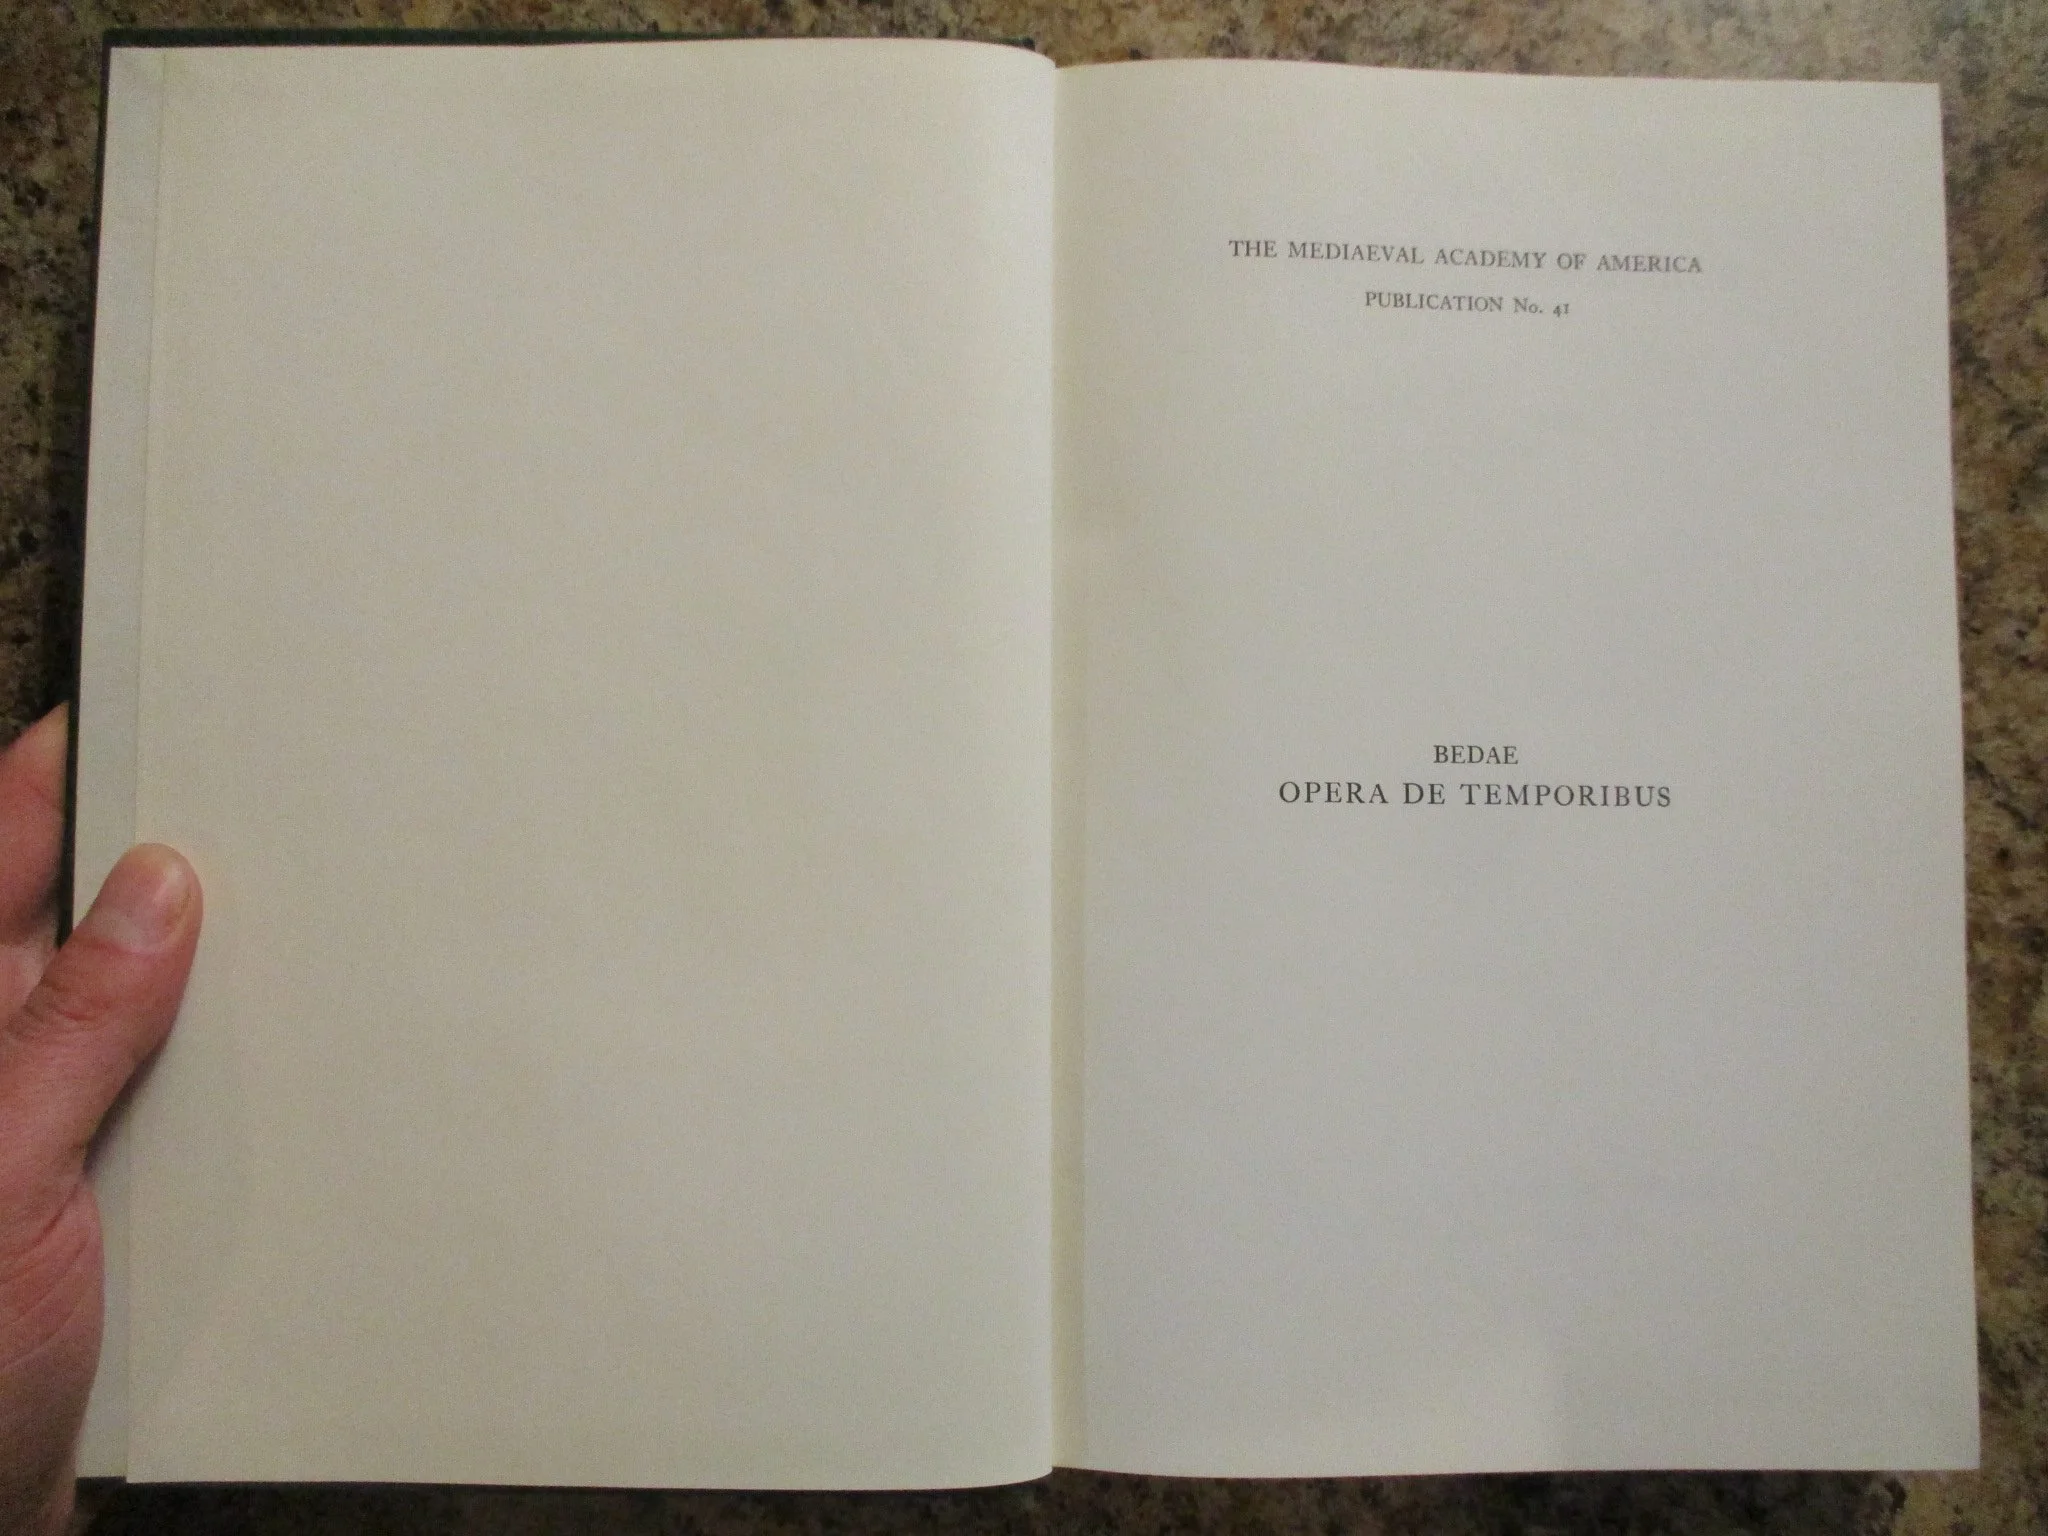 THE MEDIAEVAL ACADEMY OF AMERICA
PUBLICATION No. 41
BEDAE
OPERA DE TEMPORIBUS